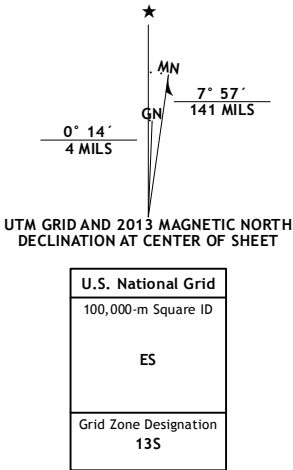 MN
GN
7° 57´
141 MILS
0° 14´
4 MILS
UTM GRID AND 2013 MAGNETIC NORTH
DECLINATION AT CENTER OF SHEET
U.S. National Grid
100,000-m Square ID
ES
Grid Zone Designation
13S